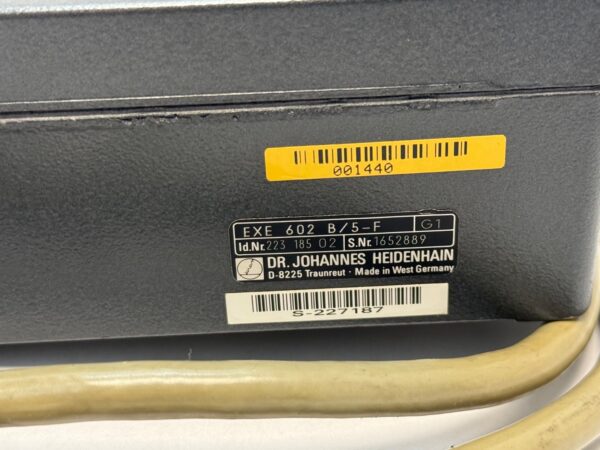 001440
EXE 602 B/5-F G1
Id.Nr. 223 185 02 S.Nr. 1652889
DR. JOHANNES HEIDENHAIN
D-8225 Traunreut · Made in West Germany
S-227187